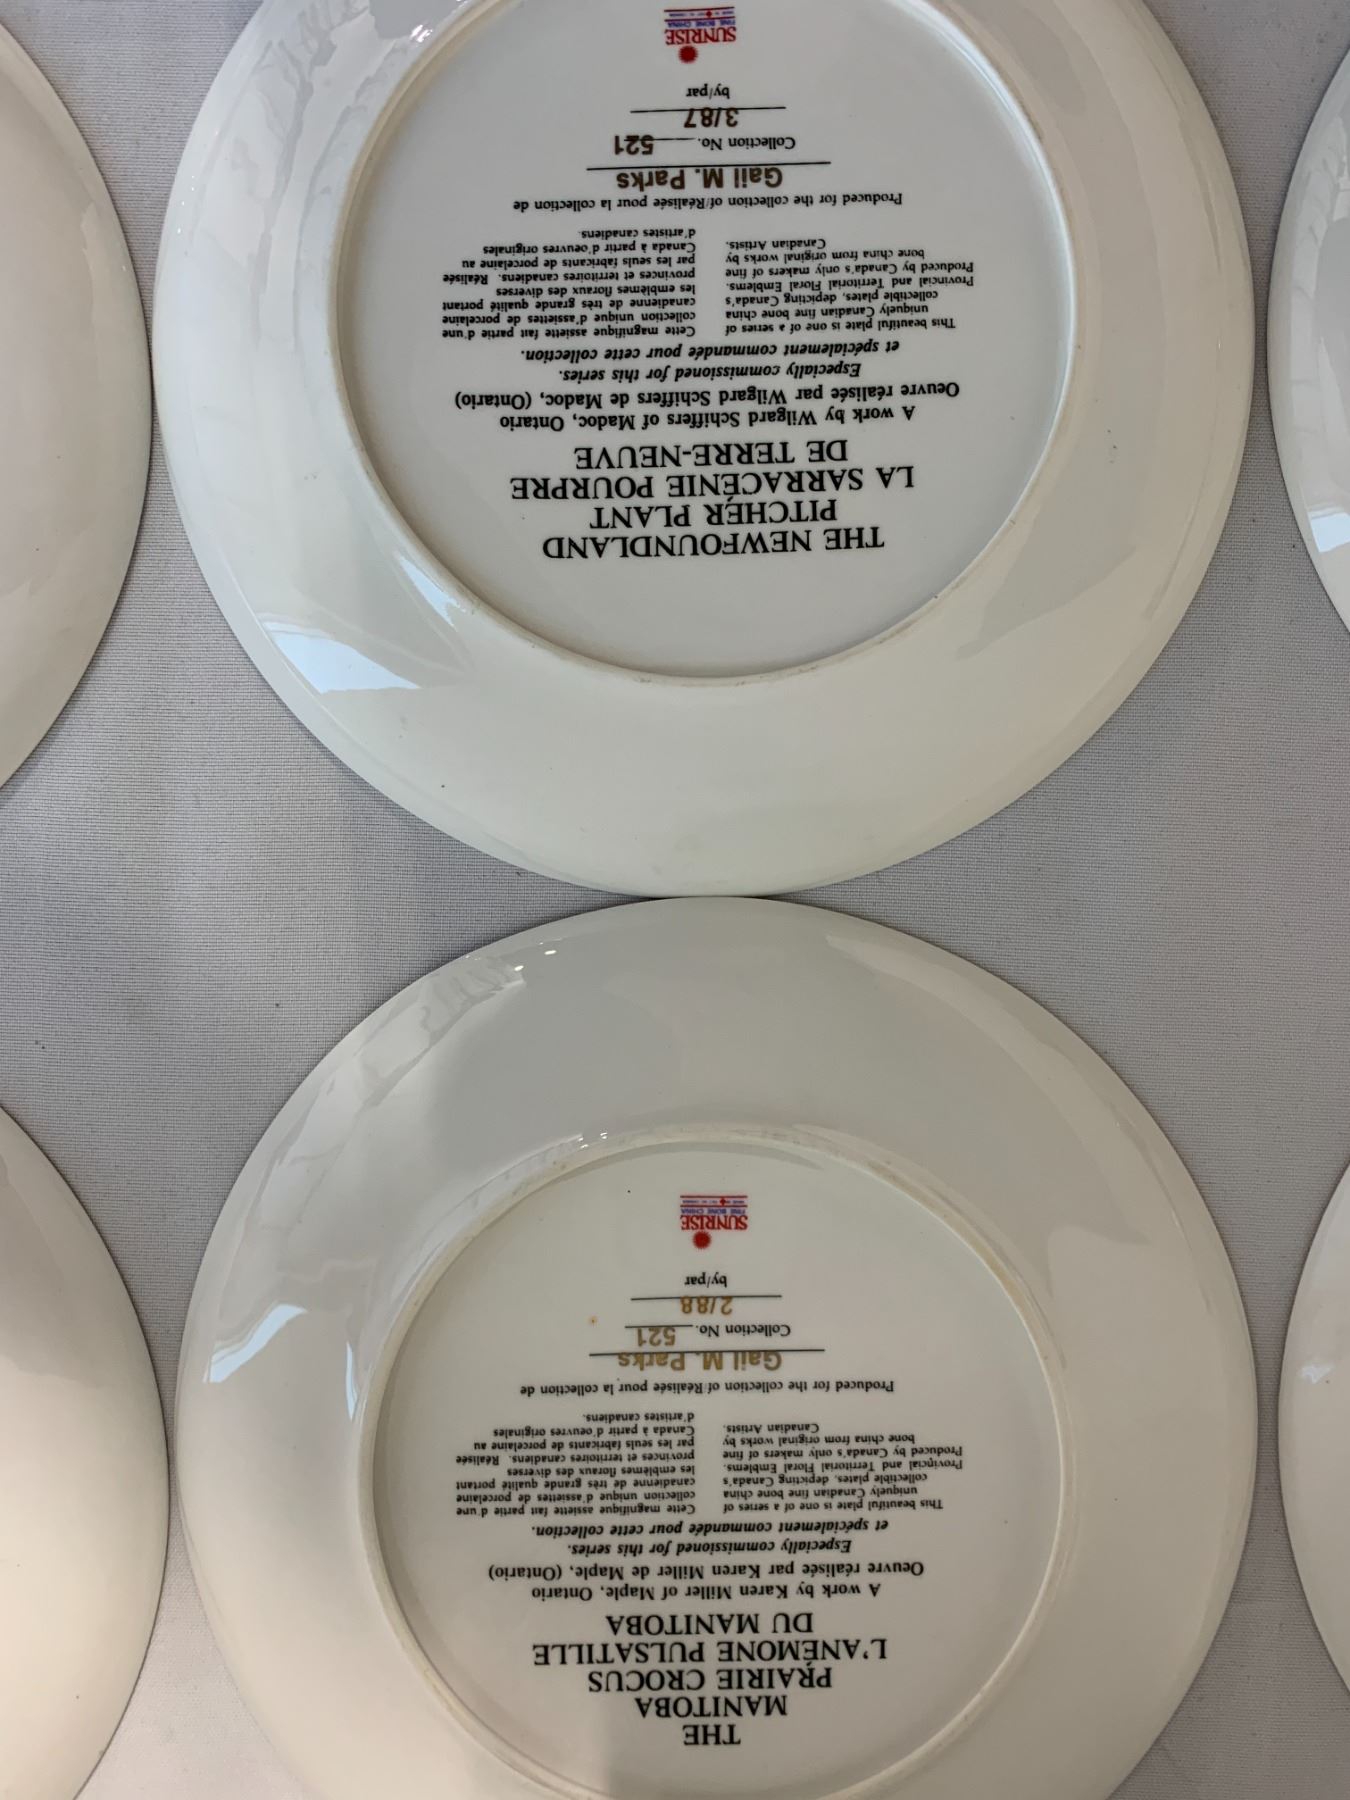 THE NEWFOUNDLAND
PITCHER PLANT
LA SARRACÉNIE POURPRE
DE TERRE-NEUVE
A work by Wilgard Schiffers of Madoc, Ontario
Oeuvre réalisée par Wilgard Schiffers de Madoc, (Ontario)
Especially commissioned for this series.
et spécialement commandée pour cette collection.
This beautiful plate is one of a series of
uniquely Canadian fine bone china
collectible plates, depicting Canada's
Provincial and Territorial Floral Emblems.
Produced by Canada's only makers of fine
bone china from original works by
Canadian Artists.
Cette magnifique assiette fait partie d'une
collection unique d'assiettes de porcelaine
canadienne de très grande qualité portant
les emblèmes floraux des diverses
provinces et territoires canadiens. Réalisée
par les seuls fabricants de porcelaine au
Canada à partir d'oeuvres originales
d'artistes canadiens.
Produced for the collection of/Réalisée pour la collection de
Gail M. Parks
Collection No. 521
3/87
by/par
SUNRISE
FINE BONE CHINA
THE
MANITOBA
PRAIRIE CROCUS
L'ANÉMONE PULSATILLE
DU MANITOBA
A work by Karen Miller of Maple, Ontario
Oeuvre réalisée par Karen Miller de Maple, (Ontario)
Especially commissioned for this series.
et spécialement commandée pour cette collection.
This beautiful plate is one of a series of
uniquely Canadian fine bone china
collectible plates, depicting Canada's
Provincial and Territorial Floral Emblems.
Produced by Canada's only makers of fine
bone china from original works by
Canadian Artists.
Cette magnifique assiette fait partie d'une
collection unique d'assiettes de porcelaine
canadienne de très grande qualité portant
les emblèmes floraux des diverses
provinces et territoires canadiens. Réalisée
par les seuls fabricants de porcelaine au
Canada à partir d'oeuvres originales
d'artistes canadiens.
Produced for the collection of/Réalisée pour la collection de
Gail M. Parks
Collection No. 521
2/88
by/par
SUNRISE
FINE BONE CHINA